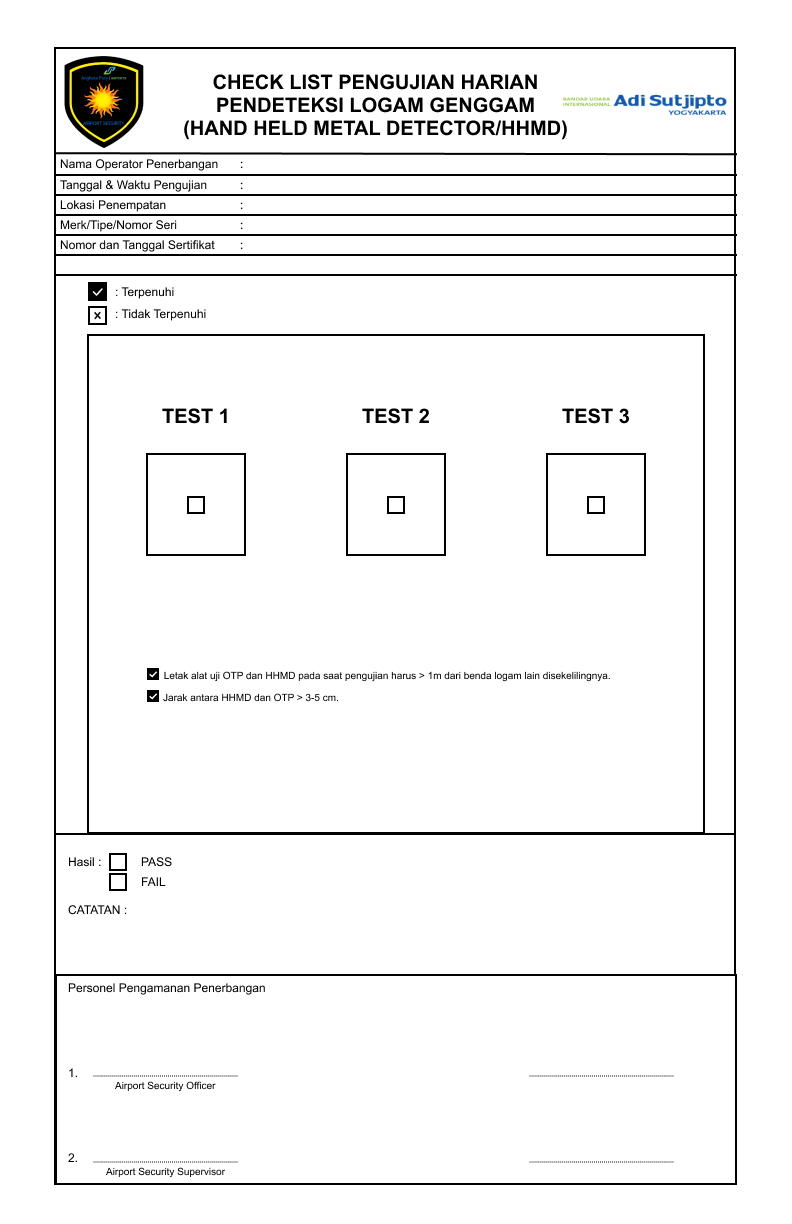 Angkasa Pura | AIRPORTS
AIRPORT SECURITY
CHECK LIST PENGUJIAN HARIAN
PENDETEKSI LOGAM GENGGAM
(HAND HELD METAL DETECTOR/HHMD)
BANDAR UDARA
INTERNASIONAL
Adi Sutjipto
YOGYAKARTA
Nama Operator Penerbangan :
Tanggal & Waktu Pengujian :
Lokasi Penempatan :
Merk/Tipe/Nomor Seri :
Nomor dan Tanggal Sertifikat :
: Terpenuhi
x : Tidak Terpenuhi
TEST 1 TEST 2 TEST 3
Letak alat uji OTP dan HHMD pada saat pengujian harus > 1m dari benda logam lain disekelilingnya.
Jarak antara HHMD dan OTP > 3-5 cm.
Hasil : PASS
FAIL
CATATAN :
Personel Pengamanan Penerbangan
1.
Airport Security Officer
2.
Airport Security Supervisor